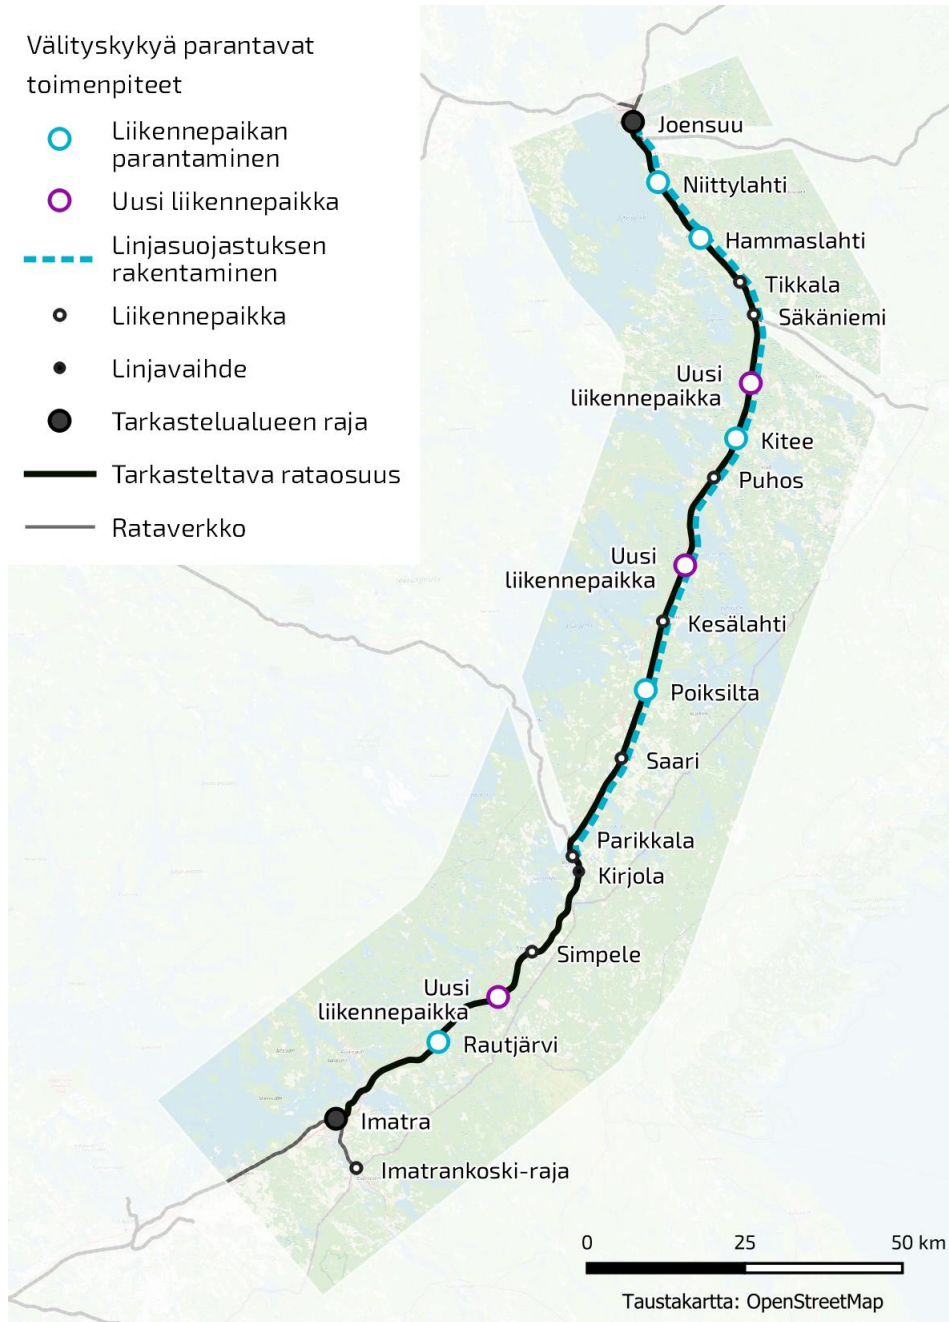 Välityskykyä parantavat
toimenpiteet
Liikennepaikan
parantaminen
Uusi liikennepaikka
Linjasuojastuksen
rakentaminen
Liikennepaikka
Linjavaihde
Tarkastelualueen raja
Tarkasteltava rataosuus
Rataverkko
Joensuu
Niittylahti
Hammaslahti
Tikkala
Säkäniemi
Uusi
liikennepaikka
Kitee
Puhos
Uusi
liikennepaikka
Kesälahti
Poiksilta
Saari
Parikkala
Kirjola
Simpele
Uusi
liikennepaikka
Rautjärvi
Imatra
Imatrankoski-raja
0 25 50 km
Taustakartta: OpenStreetMap